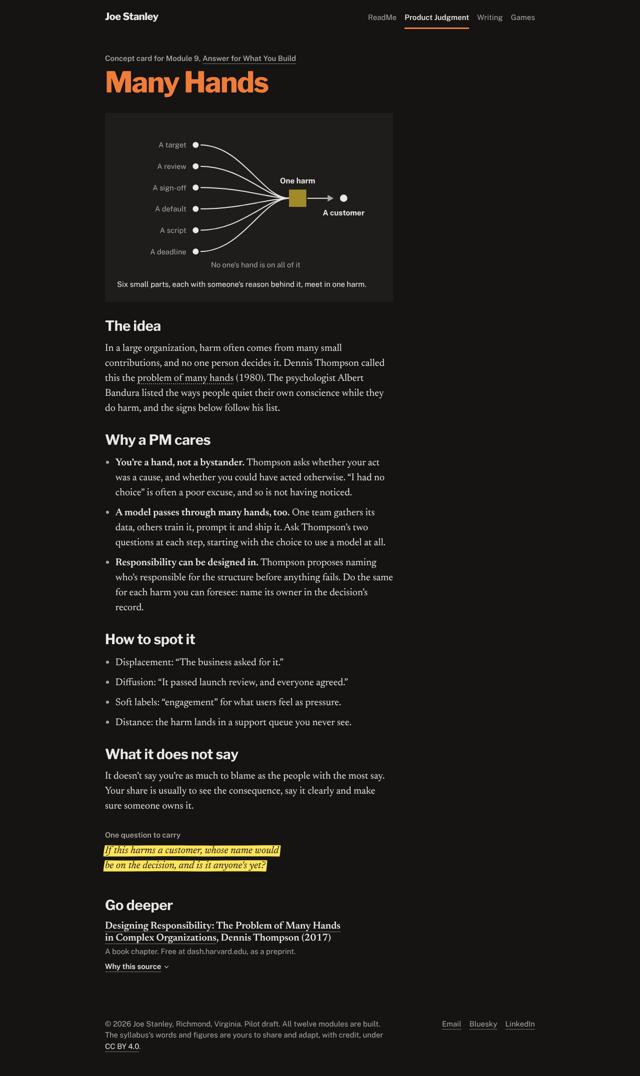 Joe Stanley
ReadMe Product Judgment Writing Games
Concept card for Module 9, Answer for What You Build
Many Hands
A target
A review
A sign-off
A default
A script
A deadline
One harm
A customer
No one's hand is on all of it
Six small parts, each with someone's reason behind it, meet in one harm.
The idea
In a large organization, harm often comes from many small
contributions, and no one person decides it. Dennis Thompson called
this the problem of many hands (1980). The psychologist Albert
Bandura listed the ways people quiet their own conscience while they
do harm, and the signs below follow his list.
Why a PM cares
• You're a hand, not a bystander. Thompson asks whether your act
was a cause, and whether you could have acted otherwise. “I had no
choice” is often a poor excuse, and so is not having noticed.
• A model passes through many hands, too. One team gathers its
data, others train it, prompt it and ship it. Ask Thompson's two
questions at each step, starting with the choice to use a model at all.
• Responsibility can be designed in. Thompson proposes naming
who's responsible for the structure before anything fails. Do the same
for each harm you can foresee: name its owner in the decision's
record.
How to spot it
• Displacement: “The business asked for it.”
• Diffusion: “It passed launch review, and everyone agreed.”
• Soft labels: “engagement” for what users feel as pressure.
• Distance: the harm lands in a support queue you never see.
What it does not say
It doesn't say you're as much to blame as the people with the most say.
Your share is usually to see the consequence, say it clearly and make
sure someone owns it.
One question to carry
If this harms a customer, whose name would
be on the decision, and is it anyone's yet?
Go deeper
Designing Responsibility: The Problem of Many Hands
in Complex Organizations, Dennis Thompson (2017)
A book chapter. Free at dash.harvard.edu, as a preprint.
Why this source
© 2026 Joe Stanley, Richmond, Virginia. Pilot draft. All twelve modules are built.
The syllabus's words and figures are yours to share and adapt, with credit, under
CC BY 4.0.
Email Bluesky LinkedIn